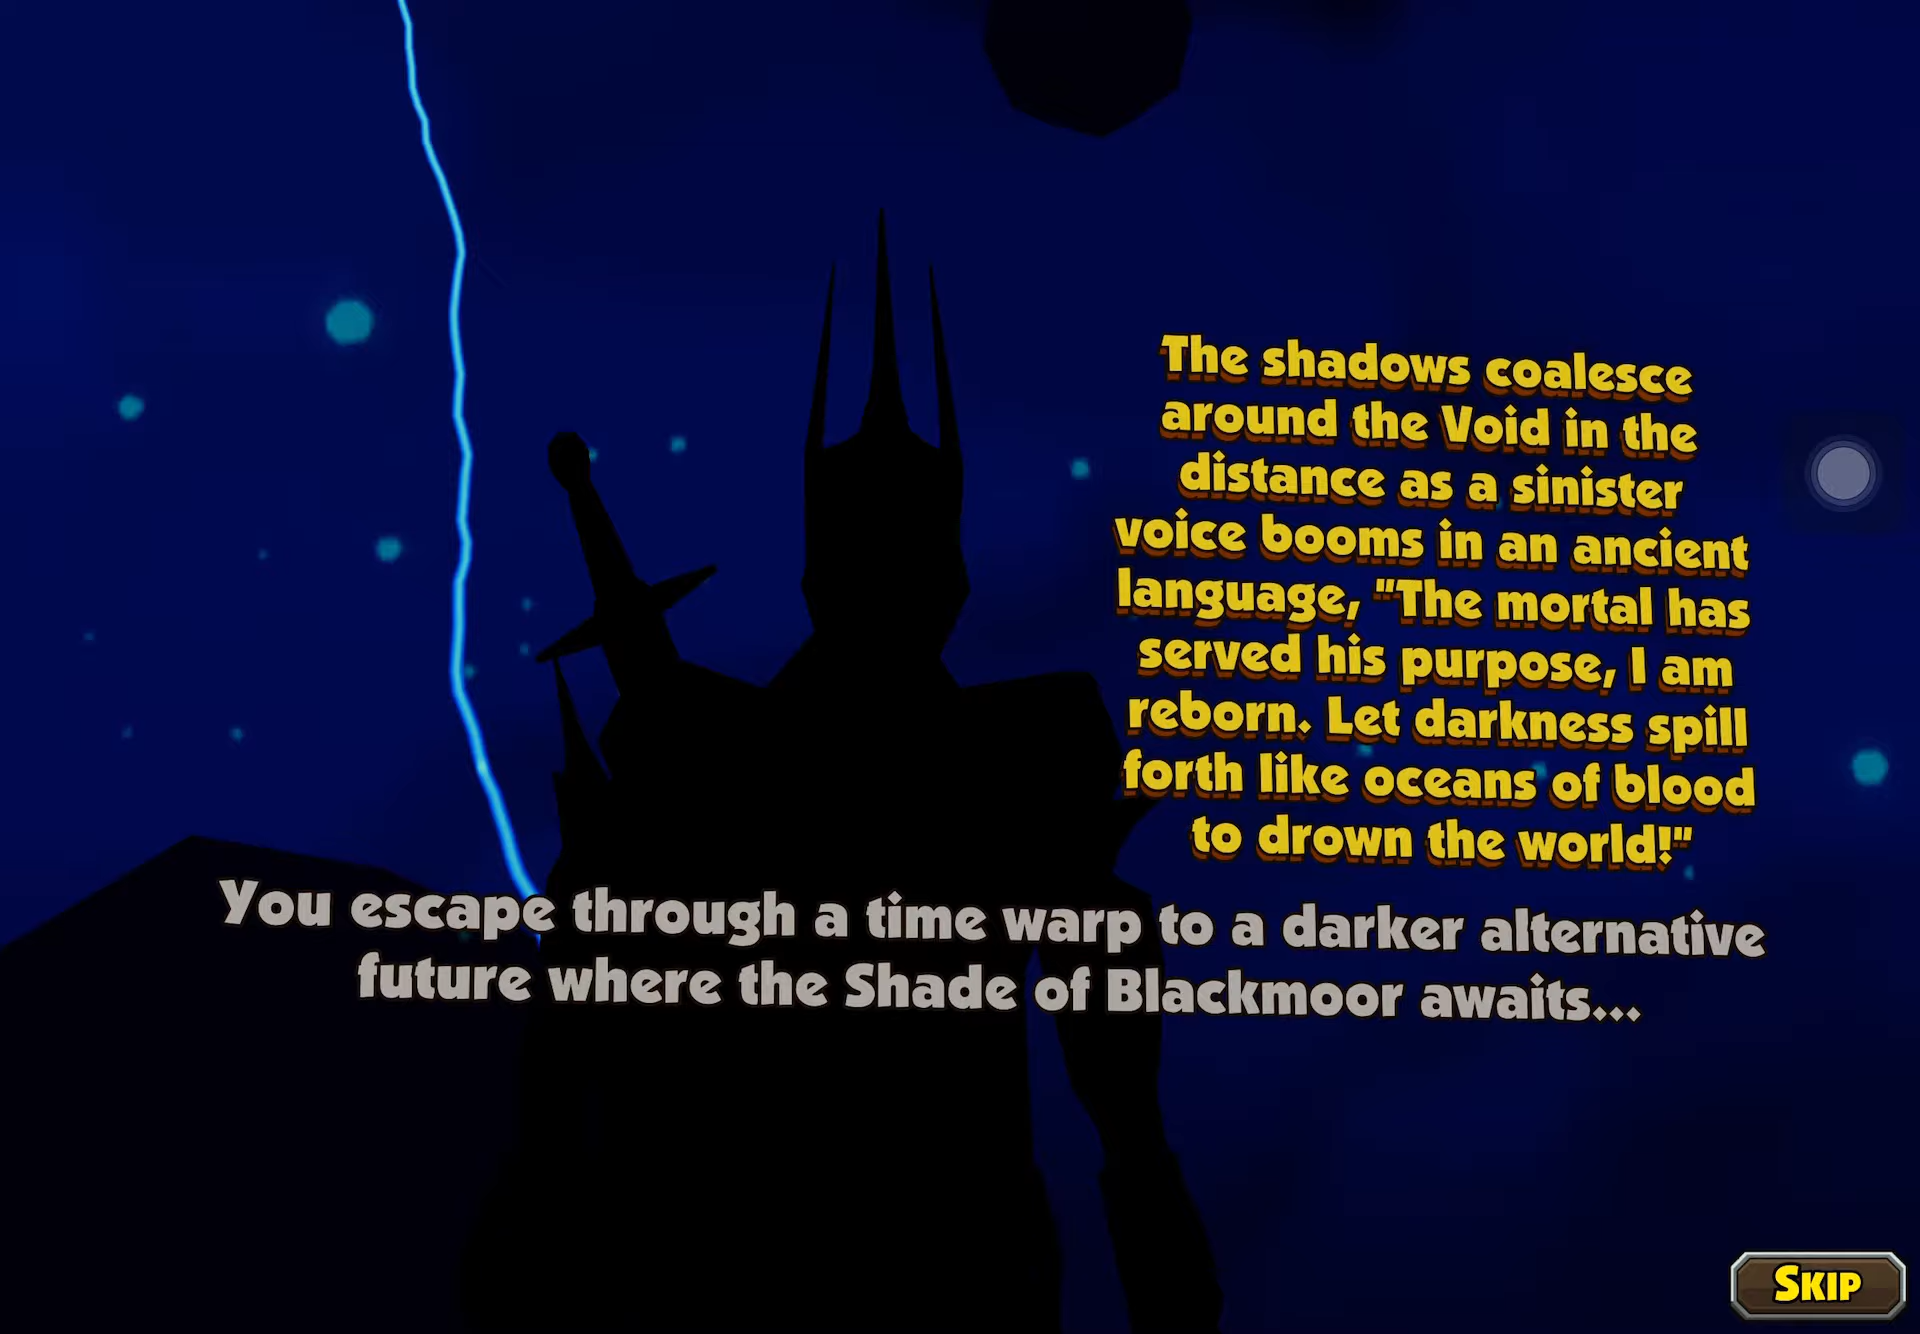 The shadows coalesce
around the Void in the
distance as a sinister
voice booms in an ancient
language, "The mortal has
served his purpose, I am
reborn. Let darkness spill
forth like oceans of blood
to drown the world!"
You escape through a time warp to a darker alternative
future where the Shade of Blackmoor awaits...
SKIP